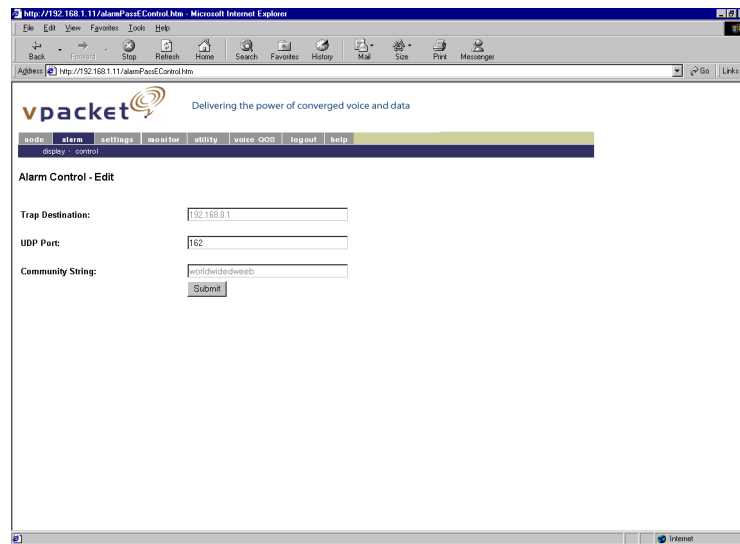 http://192.168.1.11/alarmPassEControl.htm - Microsoft Internet Explorer
File Edit View Favorites Tools Help
Back Forward Stop Refresh Home Search Favorites History Mail Size Print Messenger
Address http://192.168.1.11/alarmPassEControl.htm Go Links
vpacket Delivering the power of converged voice and data
node alarm settings monitor utility voice QOS logout help
display - control
Alarm Control - Edit
Trap Destination: 192.168.0.1
UDP Port: 162
Community String: worldwidedweeb
Submit
Internet